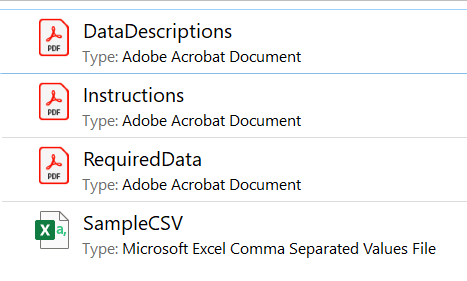 PDF
DataDescriptions
Type: Adobe Acrobat Document
PDF
Instructions
Type: Adobe Acrobat Document
PDF
RequiredData
Type: Adobe Acrobat Document
X a,
SampleCSV
Type: Microsoft Excel Comma Separated Values File